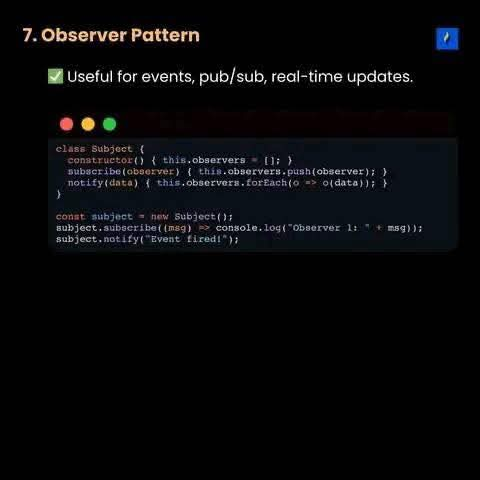 7. Observer Pattern
✅ Useful for events, pub/sub, real-time updates.
class Subject {
  constructor() { this.observers = []; }
  subscribe(observer) { this.observers.push(observer); }
  notify(data) { this.observers.forEach(o => o(data)); }
}
const subject = new Subject();
subject.subscribe((msg) => console.log("Observer 1: " + msg));
subject.notify("Event fired!");